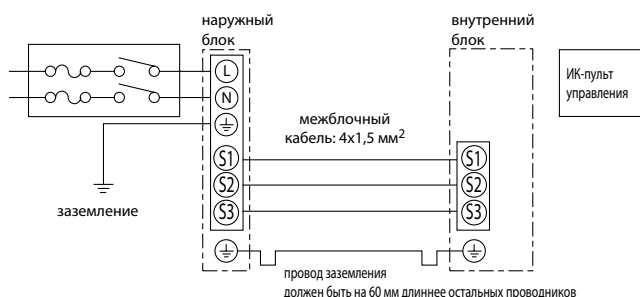 наружный
блок
внутренний
блок
L
N
ИК-пульт
управления
межблочный
кабель: 4x1,5 мм²
S1
S2
S3
S1
S2
S3
заземление
провод заземления
должен быть на 60 мм длиннее остальных проводников